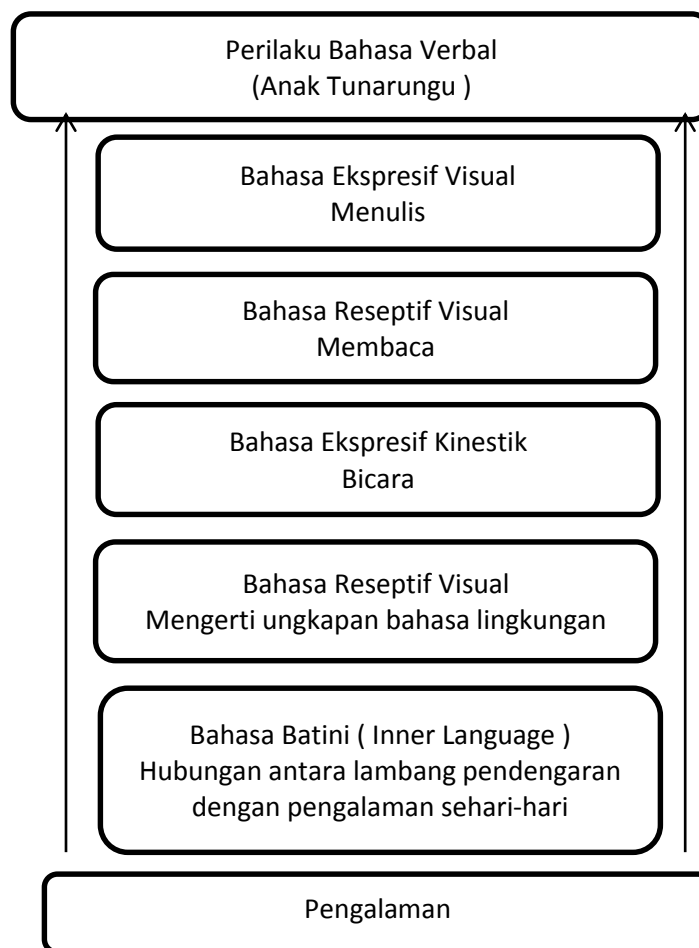 Perilaku Bahasa Verbal
(Anak Tunarungu )
Bahasa Ekspresif Visual
Menulis
Bahasa Reseptif Visual
Membaca
Bahasa Ekspresif Kinestik
Bicara
Bahasa Reseptif Visual
Mengerti ungkapan bahasa lingkungan
Bahasa Batini ( Inner Language )
Hubungan antara lambang pendengaran
dengan pengalaman sehari-hari
Pengalaman